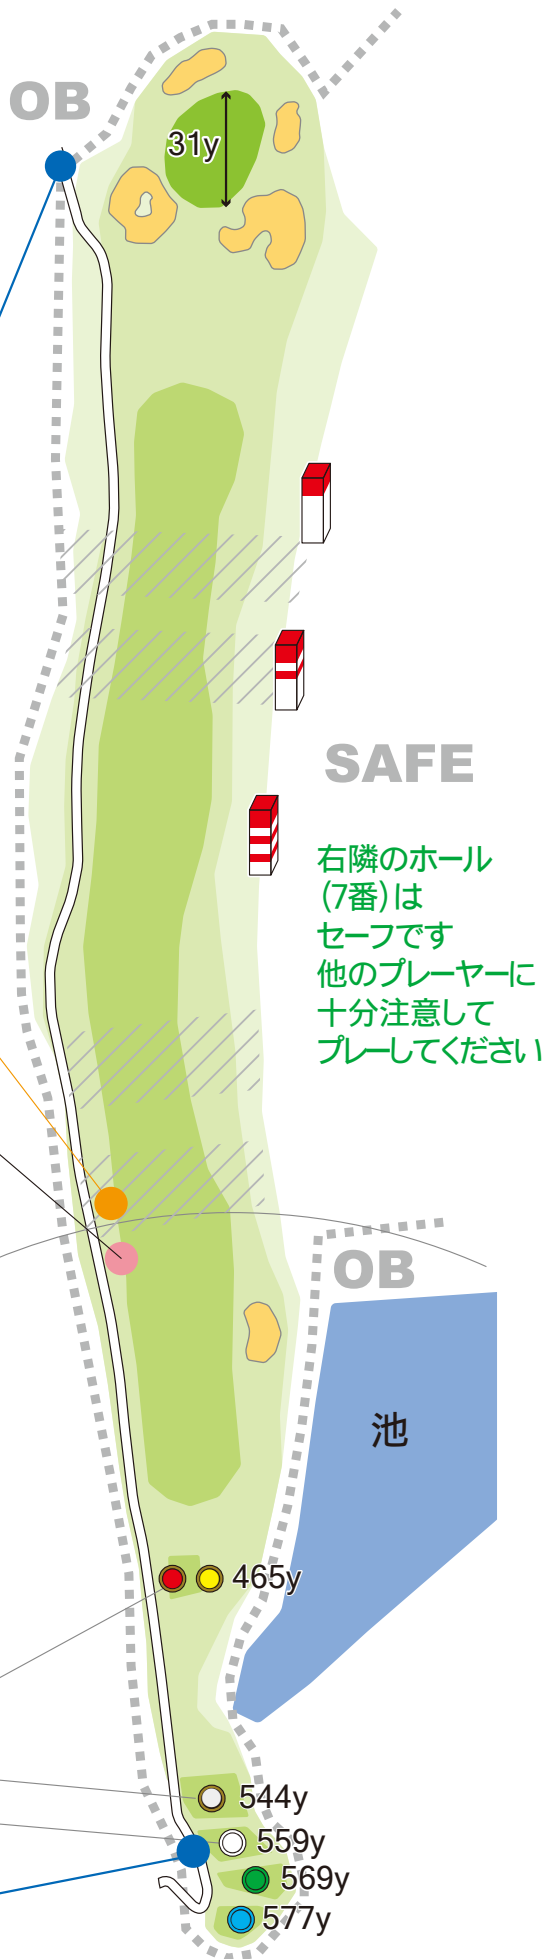 OB
31y
SAFE
右隣のホール
(7番)は
セーフです
他のプレーヤーに
十分注意して
プレーしてください
OB
池
465y
544y
559y
569y
577y